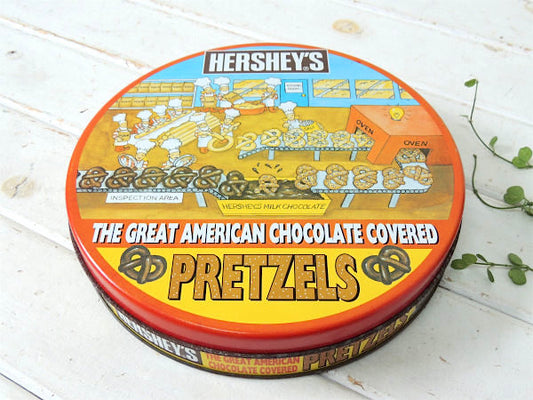 HERSHEY'S
OVEN
OVEN
INSPECTION AREA
HERSHEY'S MILK CHOCOLATE
THE GREAT AMERICAN CHOCOLATE COVERED
PRETZELS
HERSHEY'S
THE GREAT AMERICAN
CHOCOLATE COVERED
PRETZELS